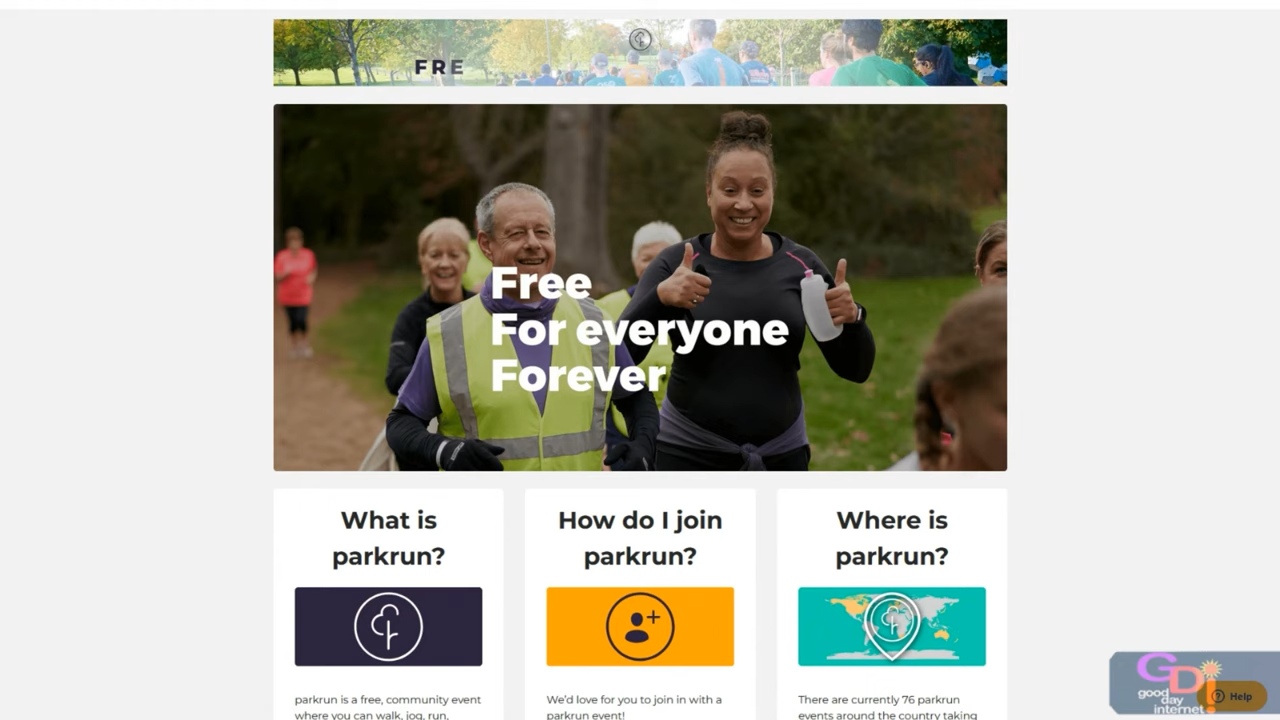 FRE
Free
For everyone
Forever
What is
parkrun?
How do I join
parkrun?
Where is
parkrun?
parkrun is a free, community event
where you can walk, jog, run,
We'd love for you to join in with a
parkrun event!
There are currently 76 parkrun
events around the country taking
GDi
good
day
internet
Help